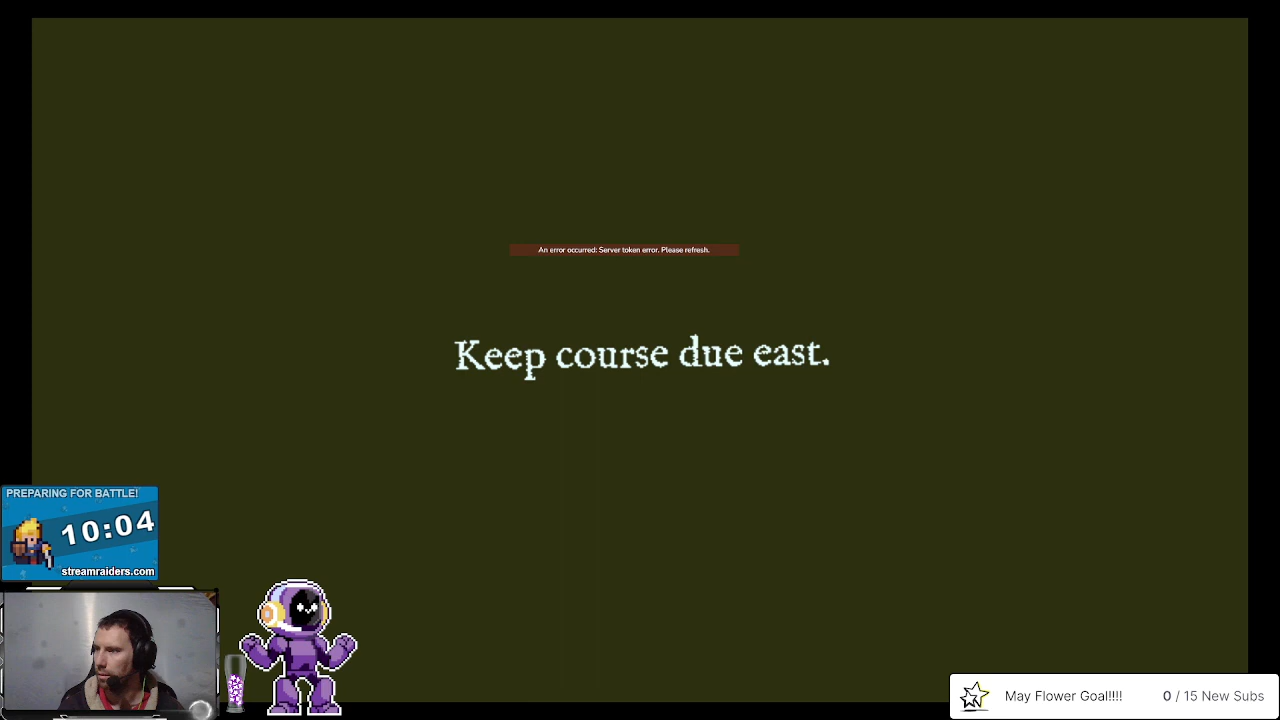 An error occurred: Server token error. Please refresh.
Keep course due east.
PREPARING FOR BATTLE!
10:04
streamraiders.com
May Flower Goal!!!! 0 / 15 New Subs